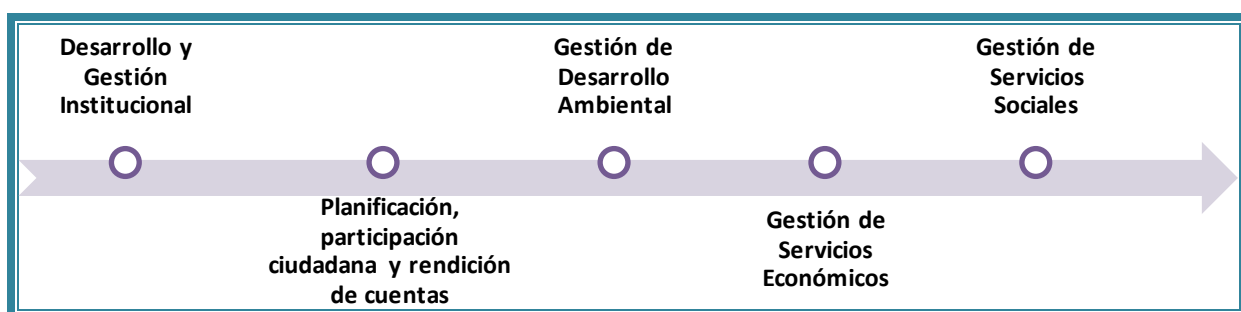 Desarrollo y
Gestión
Institucional
Planificación,
participación
ciudadana y rendición
de cuentas
Gestión de
Desarrollo
Ambiental
Gestión de
Servicios
Económicos
Gestión de
Servicios
Sociales